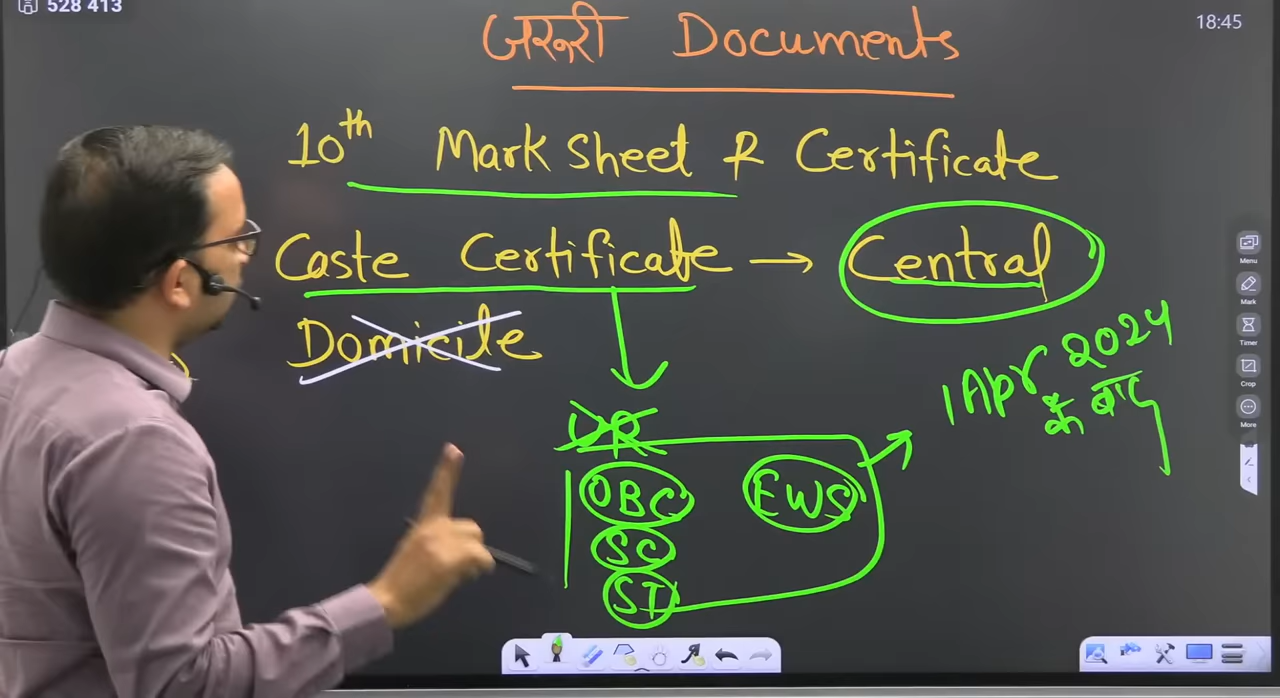 528 413
18:45
जरूरी Documents
10th Mark Sheet & Certificate
Caste Certificate → Central
Domicile
1 Apr 2024
के बाद
UR
OBC
EWS
SC
ST
Menu
Mark
Timer
Crop
More